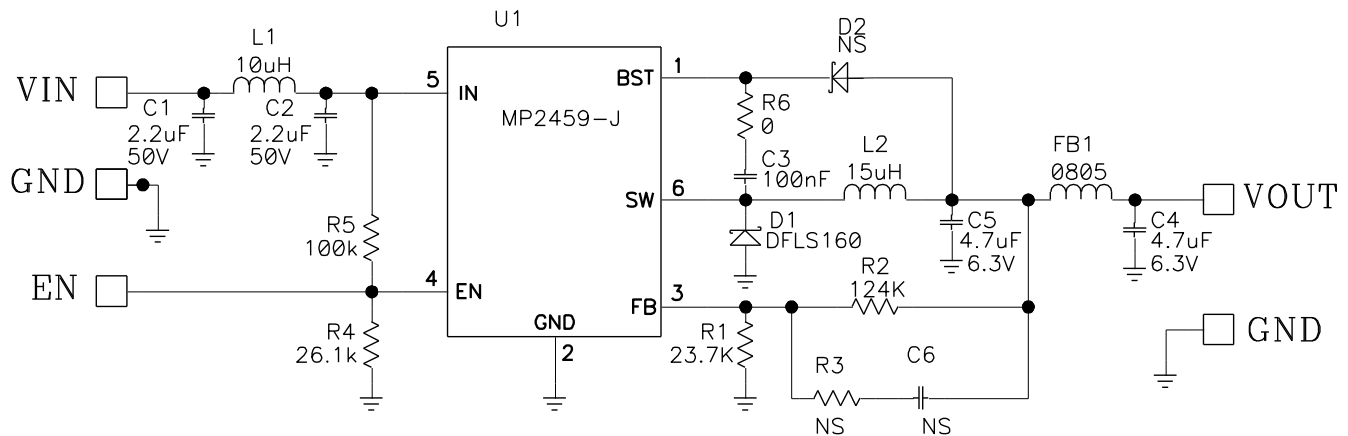 U1
D2
NS
L1
10uH
VIN
C1
2.2uF
50V
C2
2.2uF
50V
5
IN
BST
1
MP2459-J
R6
0
C3
100nF
L2
15uH
FB1
0805
GND
SW
6
VOUT
R5
100k
D1
DFLS160
C5
4.7uF
6.3V
C4
4.7uF
6.3V
EN
4
EN
FB
3
R2
124K
GND
2
R4
26.1k
R1
23.7K
GND
R3
NS
C6
NS